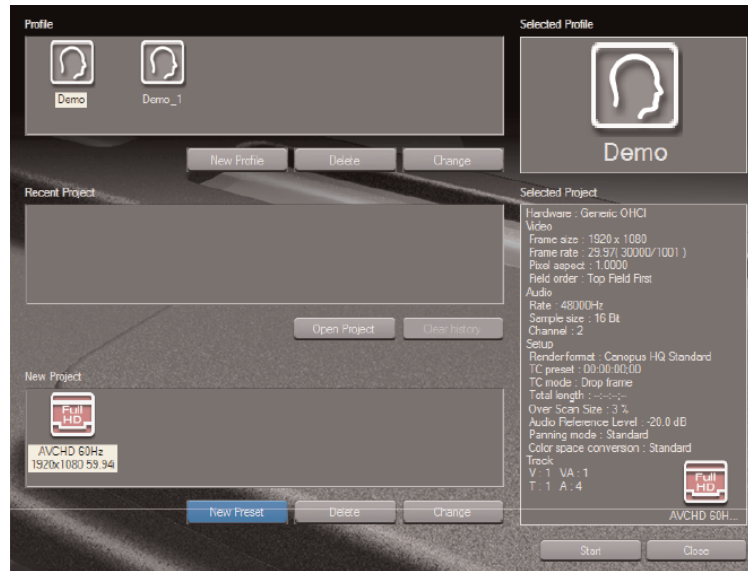 Profile
Demo
Demo_1
New Profile
Delete
Change
Selected Profile
Demo
Recent Project
Open Project
Clear history
New Project
Full
HD
AVCHD 60Hz
1920x1080 59.94i
New Preset
Delete
Change
Selected Project
Hardware : Generic OHCI
Video
Frame size : 1920 x 1080
Frame rate : 29.97( 30000/1001 )
Pixel aspect : 1.0000
Field order : Top Field First
Audio
Rate : 48000Hz
Sample size : 16 Bit
Channel : 2
Setup
Render format : Canopus HQ Standard
TC preset : 00:00:00;00
TC mode : Drop frame
Total length : --:--:--;--
Over Scan Size : 3 %
Audio Reference Level : -20.0 dB
Panning mode : Standard
Color space conversion : Standard
Track
V : 1 VA : 1
T : 1 A : 4
Full
HD
AVCHD 60H...
Start
Close